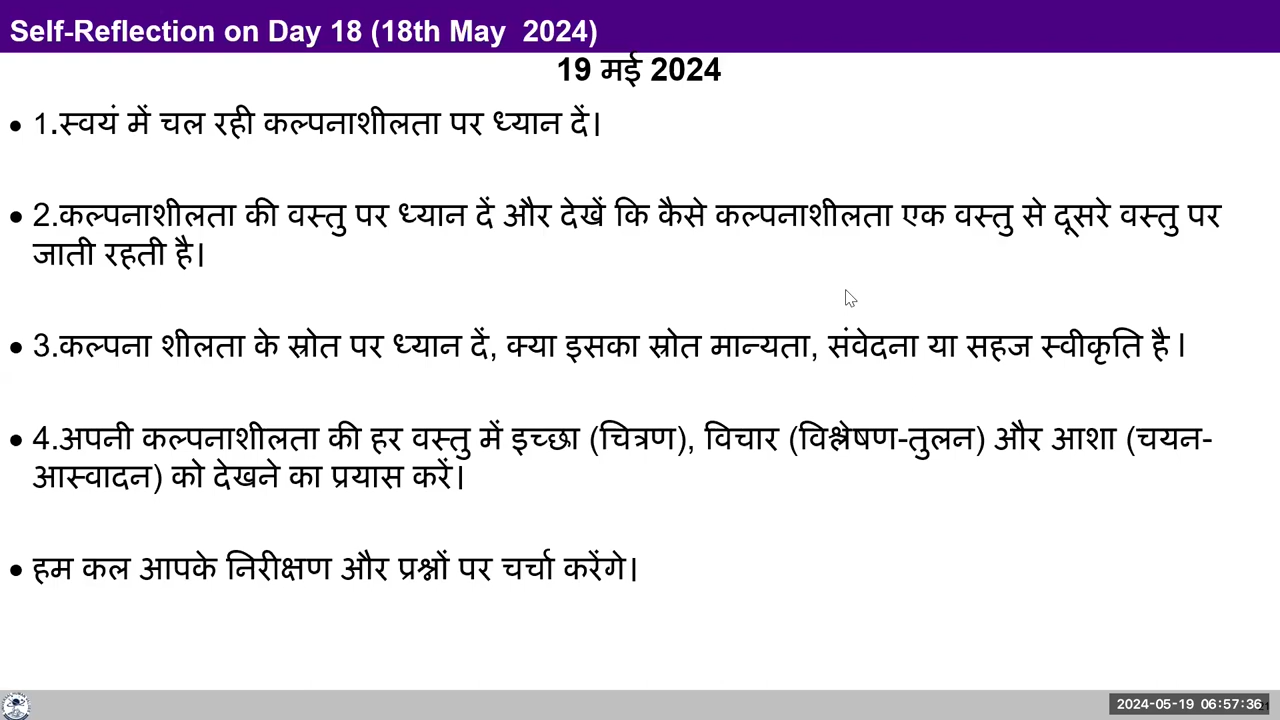 Self-Reflection on Day 18 (18th May 2024)
19 मई 2024
• 1.स्वयं में चल रही कल्पनाशीलता पर ध्यान दें।
• 2.कल्पनाशीलता की वस्तु पर ध्यान दें और देखें कि कैसे कल्पनाशीलता एक वस्तु से दूसरे वस्तु पर
जाती रहती है।
• 3.कल्पना शीलता के स्रोत पर ध्यान दें, क्या इसका स्रोत मान्यता, संवेदना या सहज स्वीकृति है l
• 4.अपनी कल्पनाशीलता की हर वस्तु में इच्छा (चित्रण), विचार (विश्लेषण-तुलन) और आशा (चयन-
आस्वादन) को देखने का प्रयास करें।
• हम कल आपके निरीक्षण और प्रश्नों पर चर्चा करेंगे।
2024-05-19 06:57:36